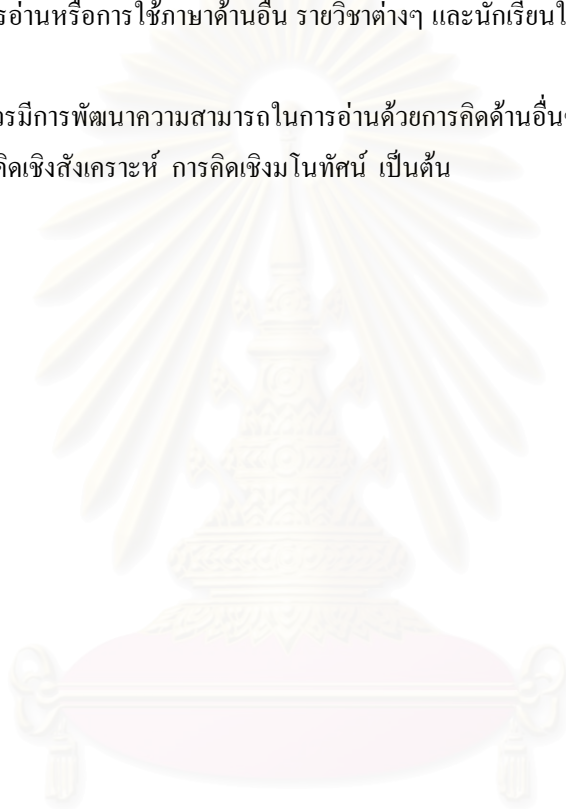 รอ่านหรือการใช้ภาษาด้านอื่น รายวิชาต่างๆ และนักเรียนใ
วรมีการพัฒนาความสามารถในการอ่านด้วยการคิดด้านอื่น
คิดเชิงสังเคราะห์ การคิดเชิงมโนทัศน์ เป็นต้น